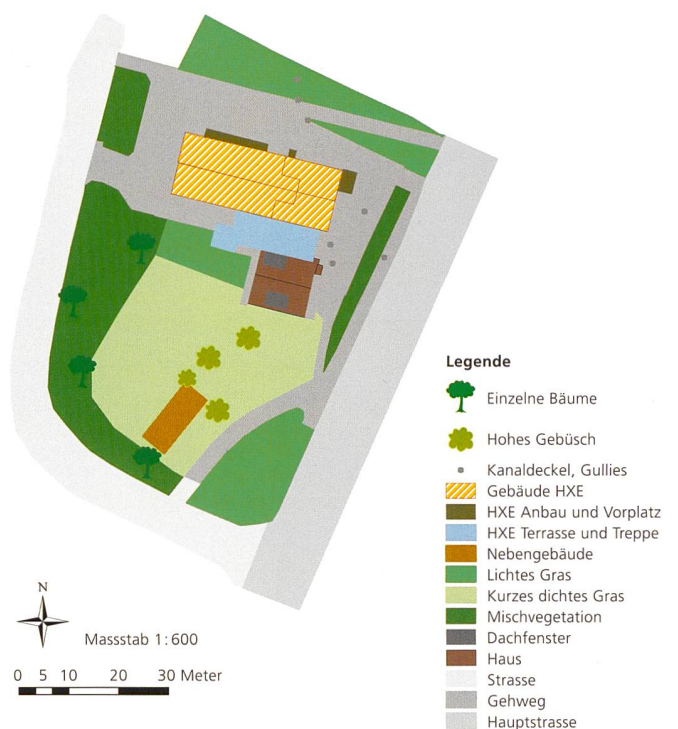 Legende
Einzelne Bäume
Hohes Gebüsch
Kanaldeckel, Gullies
Gebäude HXE
HXE Anbau und Vorplatz
HXE Terrasse und Treppe
Nebengebäude
Lichtes Gras
Kurzes dichtes Gras
Mischvegetation
Dachfenster
Haus
Strasse
Gehweg
Hauptstrasse
N
Massstab 1:600
0 5 10 20 30 Meter